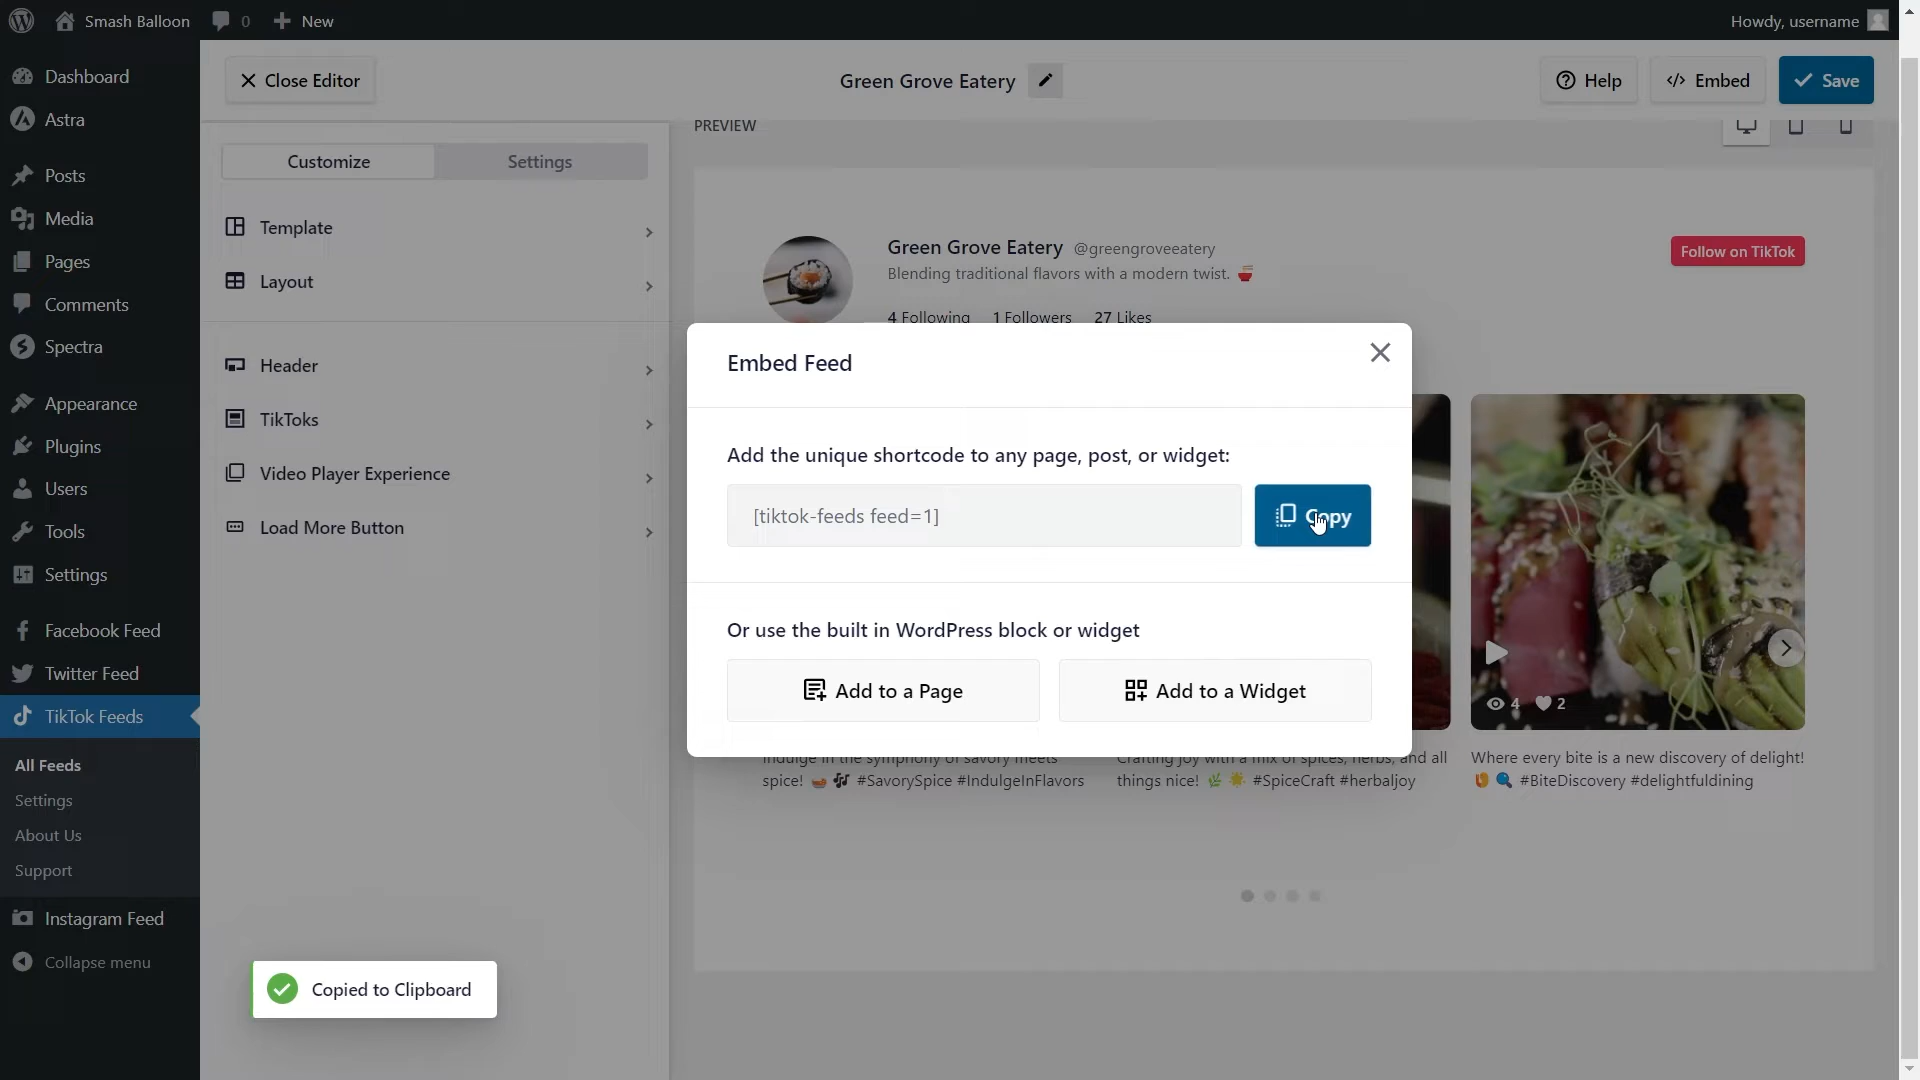 Smash Balloon
0
New
Howdy, username
Dashboard
Astra
Posts
Media
Pages
Comments
Spectra
Appearance
Plugins
Users
Tools
Settings
Facebook Feed
Twitter Feed
TikTok Feeds
All Feeds
Settings
About Us
Support
Instagram Feed
Collapse menu
Close Editor
Green Grove Eatery
Help
Embed
Save
Customize
Settings
Template
Layout
Header
TikToks
Video Player Experience
Load More Button
PREVIEW
Green Grove Eatery @greengroveeatery
Blending traditional flavors with a modern twist.
4 Following 1 Followers 27 Likes
Follow on TikTok
Embed Feed
Add the unique shortcode to any page, post, or widget:
[tiktok-feeds feed=1]
Copy
Or use the built in WordPress block or widget
Add to a Page
Add to a Widget
4 2
Indulge in the symphony of savory meets
spice! #SavorySpice #IndulgeInFlavors
Crafting joy with a mix of spices, herbs, and all
things nice! #SpiceCraft #herbaljoy
Where every bite is a new discovery of delight!
#BiteDiscovery #delightfuldining
Copied to Clipboard